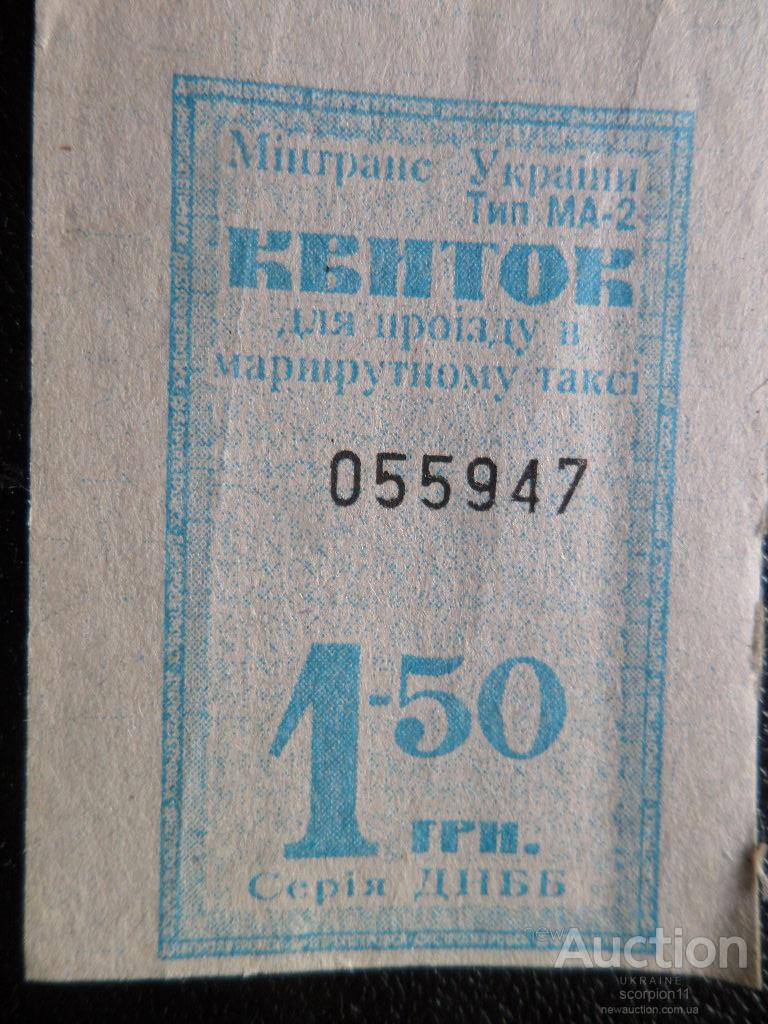 Мінтранс України
Тип МА-2
КВИТОК
для проїзду в
маршрутному таксі
055947
1-50
ГРН.
Серія ДНББ
newAuction
UKRAINE
scorpion11
newauction.com.ua